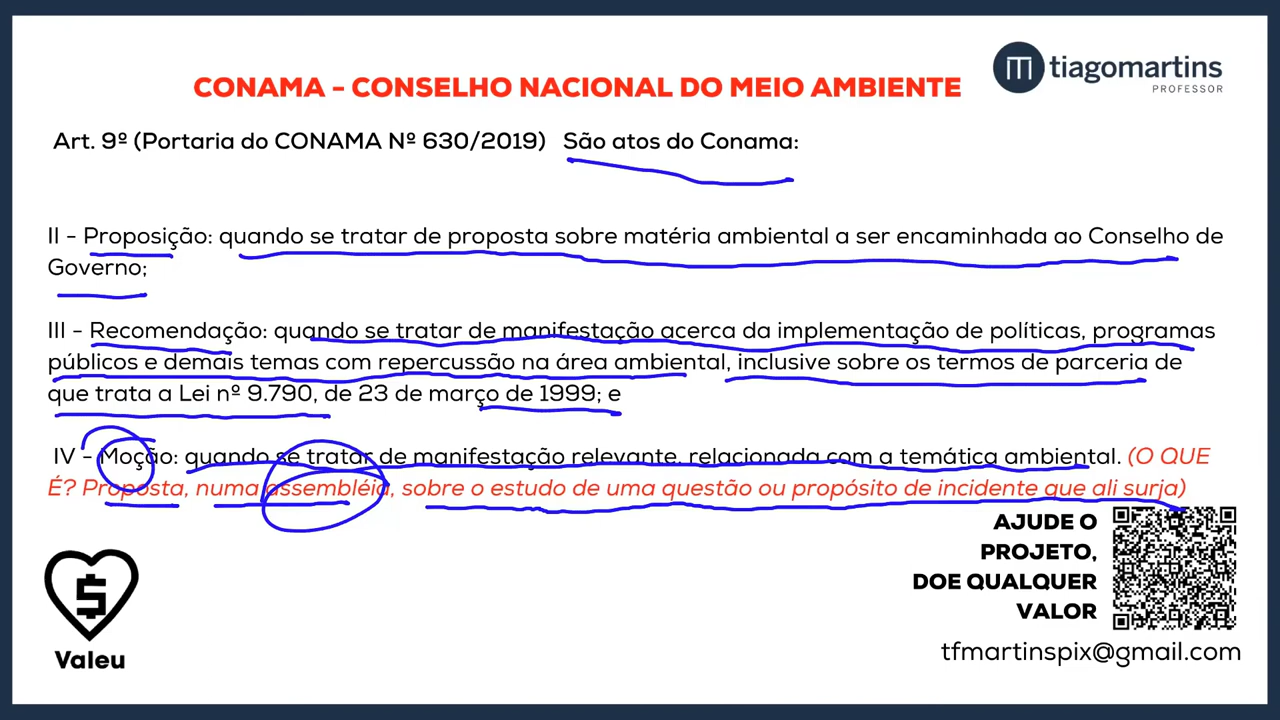 CONAMA - CONSELHO NACIONAL DO MEIO AMBIENTE
tiagomartins
PROFESSOR
Art. 9º (Portaria do CONAMA Nº 630/2019) São atos do Conama:
II - Proposição: quando se tratar de proposta sobre matéria ambiental a ser encaminhada ao Conselho de
Governo;
III - Recomendação: quando se tratar de manifestação acerca da implementação de políticas, programas
públicos e demais temas com repercussão na área ambiental, inclusive sobre os termos de parceria de
que trata a Lei nº 9.790, de 23 de março de 1999; e
IV - Moção: quando se tratar de manifestação relevante, relacionada com a temática ambiental. (O QUE
É? Proposta, numa assembléia, sobre o estudo de uma questão ou propósito de incidente que ali surja)
AJUDE O
PROJETO,
DOE QUALQUER
VALOR
$
Valeu
tfmartinspix@gmail.com